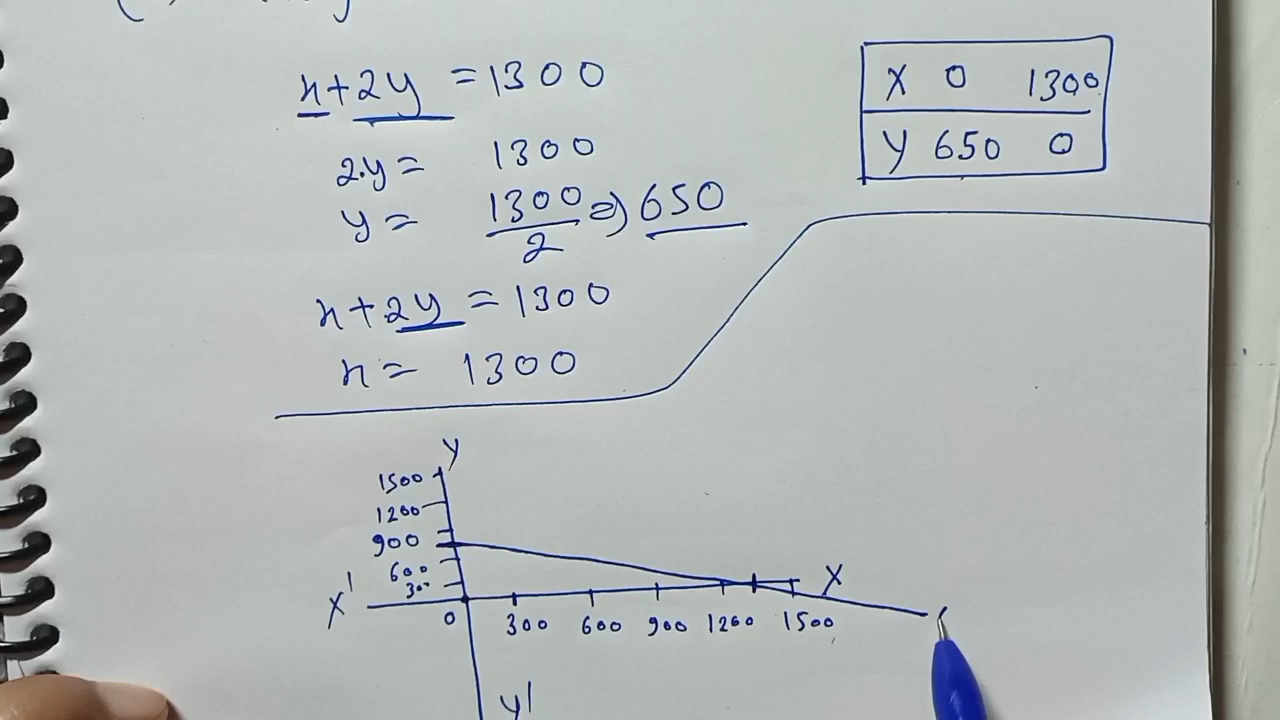 x+2y = 1300
2.y = 1300
y = 1300/2 ⇒ 650
x+2y = 1300
x = 1300
X 0 1300
Y 650 0
Y
1500
1200
900
600
300
X' 0 300 600 900 1200 1500 X
Y'